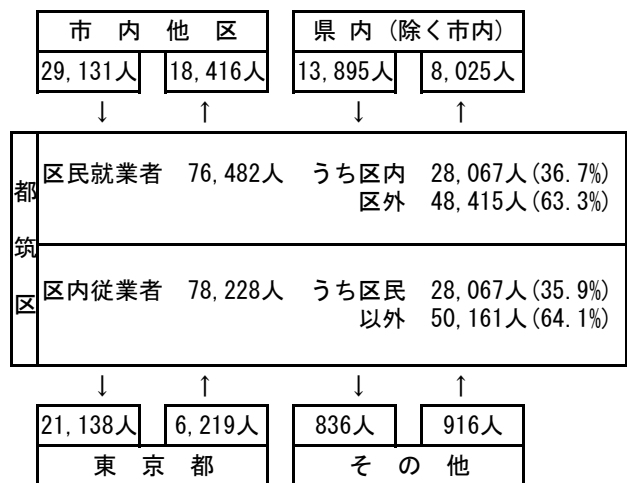 市内他区 県内(除く市内)
29,131人 18,416人 13,895人 8,025人
↓ ↑ ↓ ↑
都筑区
区民就業者 76,482人 うち区内 28,067人(36.7%)
区外 48,415人(63.3%)
区内従業者 78,228人 うち区民 28,067人(35.9%)
以外 50,161人(64.1%)
↓ ↑ ↓ ↑
21,138人 6,219人 836人 916人
東京都 その他